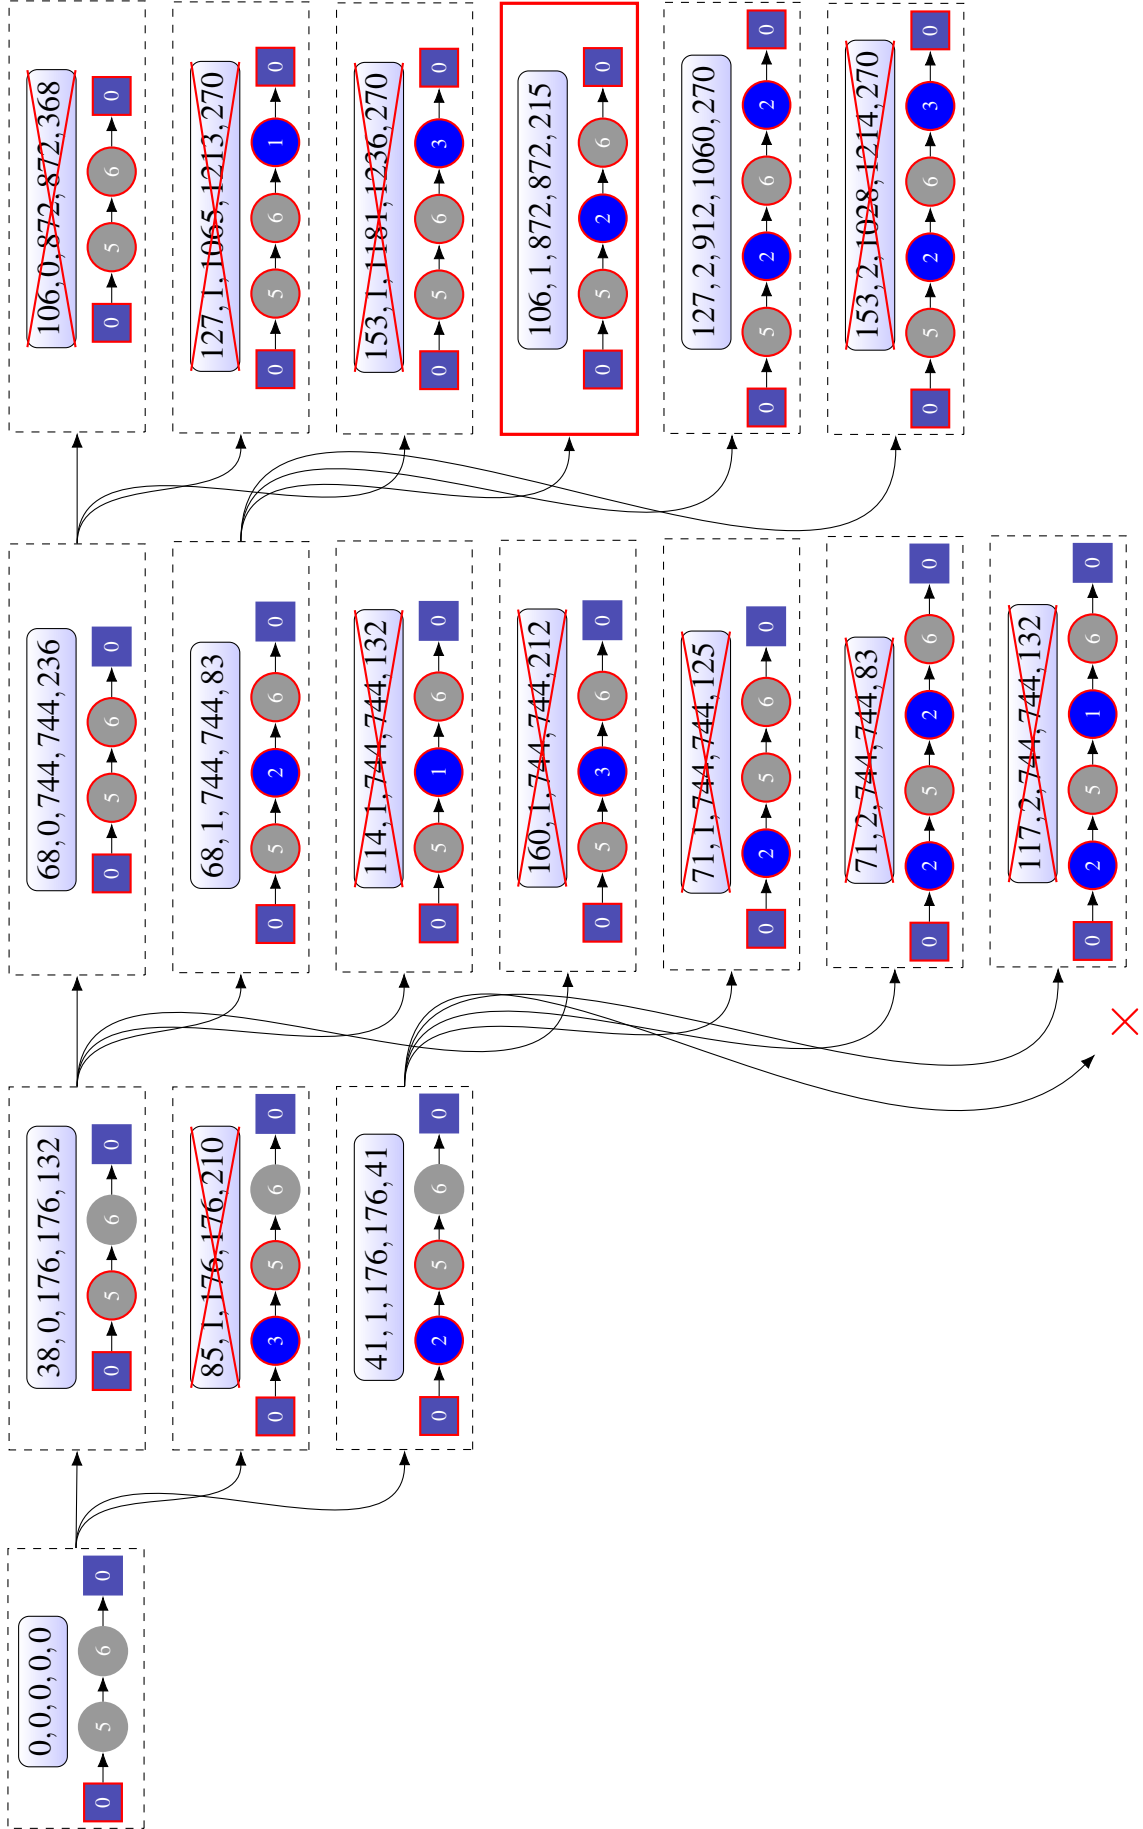 0,0,0,0,0
0 5 6 0
38,0,176,176,132
0 5 6 0
85,1,176,176,210
0 3 5 6 0
41,1,176,176,41
0 2 5 6 0
68,0,744,744,236
0 5 6 0
68,1,744,744,83
0 5 2 6 0
114,1,744,744,132
0 5 1 6 0
160,1,744,744,212
0 5 3 6 0
71,1,744,744,125
0 2 5 6 0
71,2,744,744,83
0 2 5 2 6 0
117,2,744,744,132
0 2 5 1 6 0
106,0,872,872,368
0 5 6 0
127,1,1065,1213,270
0 5 6 1 0
153,1,1181,1236,270
0 5 6 3 0
106,1,872,872,215
0 5 2 6 0
127,2,912,1060,270
0 5 2 6 2 0
153,2,1028,1214,270
0 5 2 6 3 0